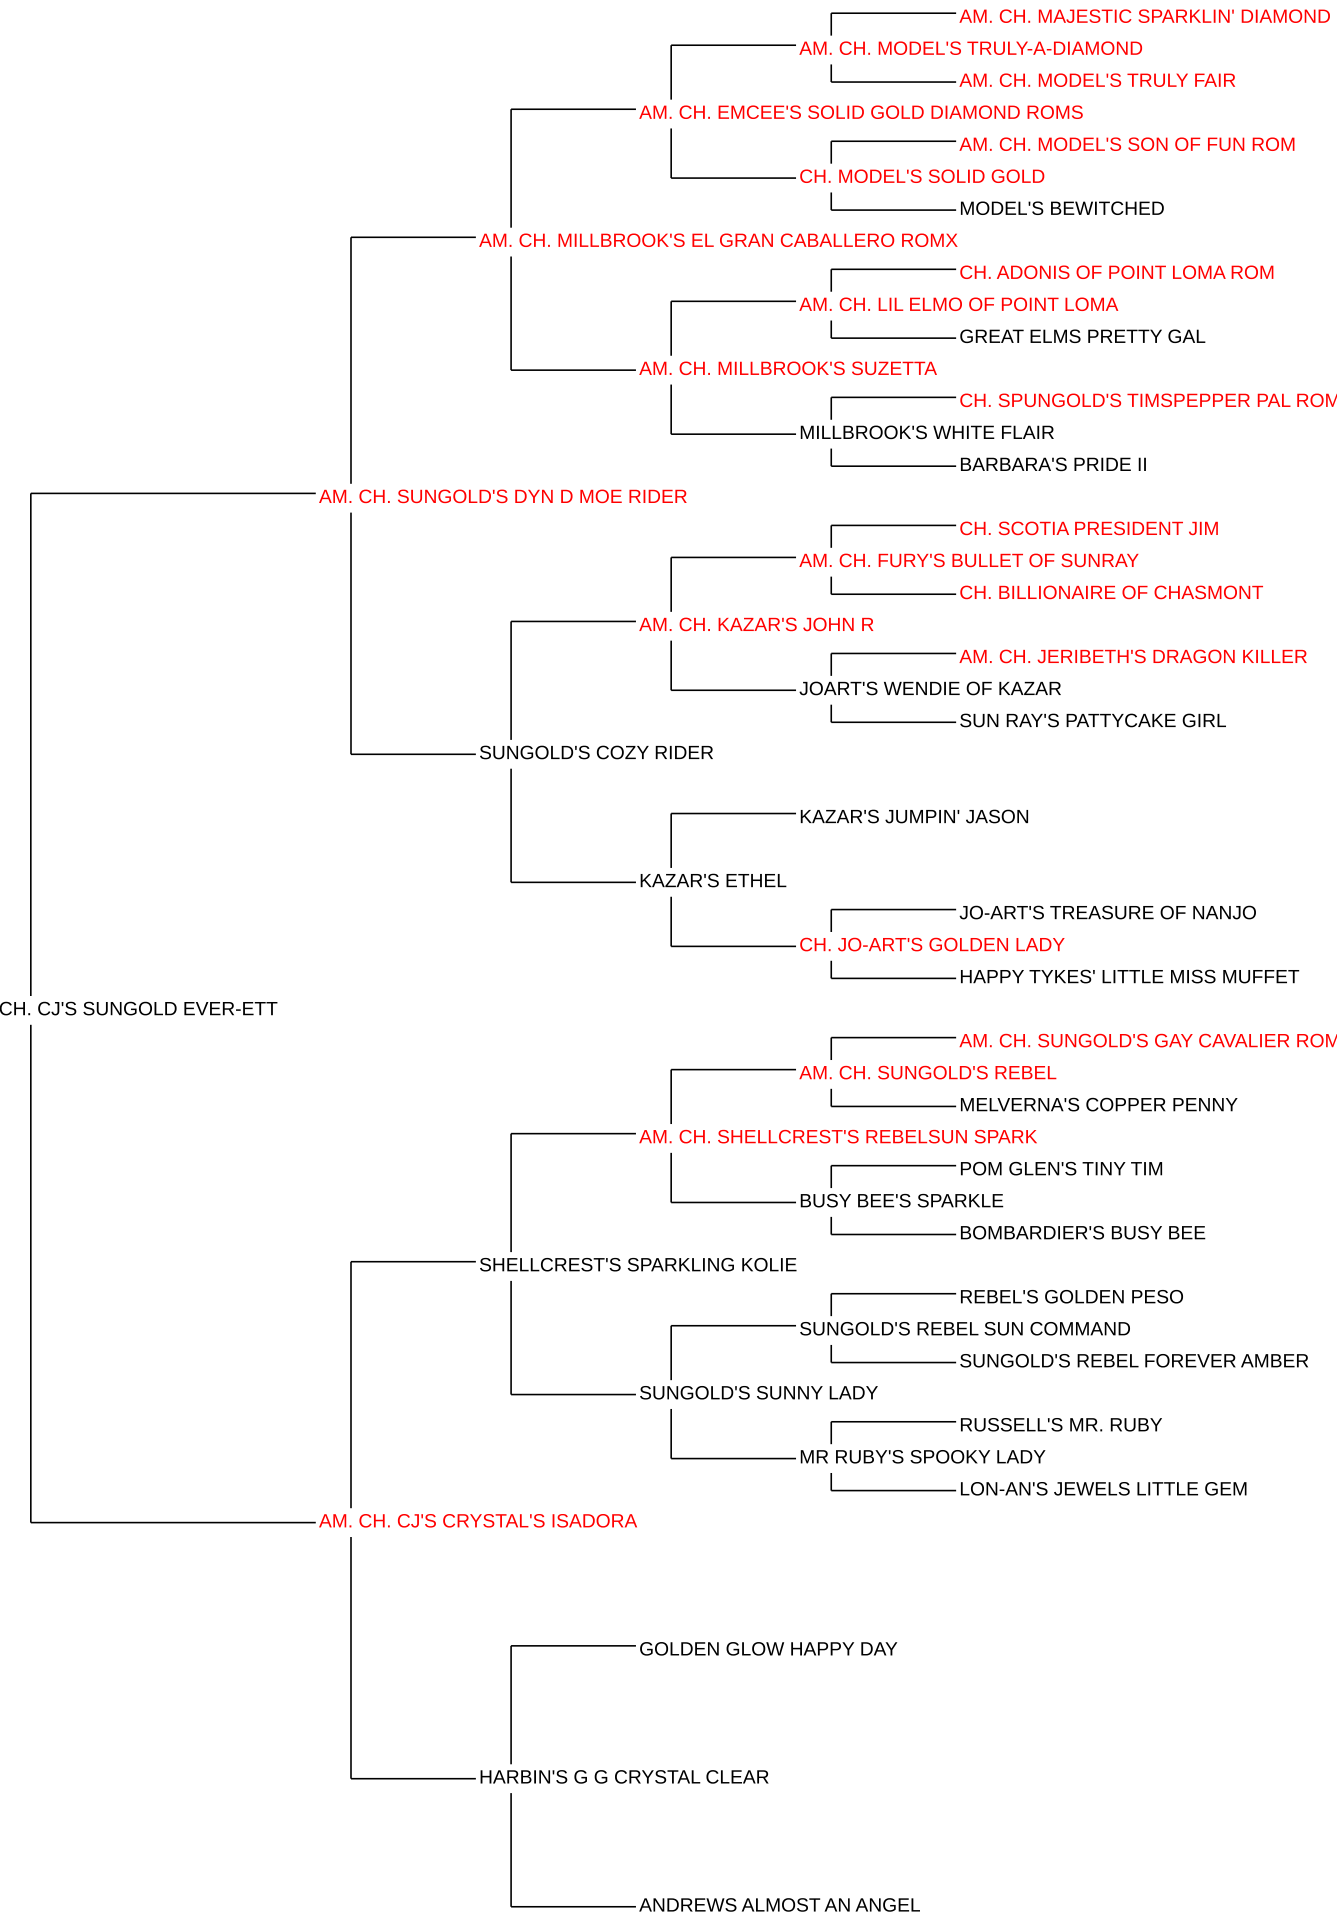 AM. CH. MAJESTIC SPARKLIN' DIAMOND
AM. CH. MODEL'S TRULY-A-DIAMOND
AM. CH. MODEL'S TRULY FAIR
AM. CH. EMCEE'S SOLID GOLD DIAMOND ROMS
AM. CH. MODEL'S SON OF FUN ROM
CH. MODEL'S SOLID GOLD
MODEL'S BEWITCHED
AM. CH. MILLBROOK'S EL GRAN CABALLERO ROMX
CH. ADONIS OF POINT LOMA ROM
AM. CH. LIL ELMO OF POINT LOMA
GREAT ELMS PRETTY GAL
AM. CH. MILLBROOK'S SUZETTA
CH. SPUNGOLD'S TIMSPEPPER PAL ROM
MILLBROOK'S WHITE FLAIR
BARBARA'S PRIDE II
AM. CH. SUNGOLD'S DYN D MOE RIDER
CH. SCOTIA PRESIDENT JIM
AM. CH. FURY'S BULLET OF SUNRAY
CH. BILLIONAIRE OF CHASMONT
AM. CH. KAZAR'S JOHN R
AM. CH. JERIBETH'S DRAGON KILLER
JOART'S WENDIE OF KAZAR
SUN RAY'S PATTYCAKE GIRL
SUNGOLD'S COZY RIDER
KAZAR'S JUMPIN' JASON
KAZAR'S ETHEL
JO-ART'S TREASURE OF NANJO
CH. JO-ART'S GOLDEN LADY
HAPPY TYKES' LITTLE MISS MUFFET
CH. CJ'S SUNGOLD EVER-ETT
AM. CH. SUNGOLD'S GAY CAVALIER ROM
AM. CH. SUNGOLD'S REBEL
MELVERNA'S COPPER PENNY
AM. CH. SHELLCREST'S REBELSUN SPARK
POM GLEN'S TINY TIM
BUSY BEE'S SPARKLE
BOMBARDIER'S BUSY BEE
SHELLCREST'S SPARKLING KOLIE
REBEL'S GOLDEN PESO
SUNGOLD'S REBEL SUN COMMAND
SUNGOLD'S REBEL FOREVER AMBER
SUNGOLD'S SUNNY LADY
RUSSELL'S MR. RUBY
MR RUBY'S SPOOKY LADY
LON-AN'S JEWELS LITTLE GEM
AM. CH. CJ'S CRYSTAL'S ISADORA
GOLDEN GLOW HAPPY DAY
HARBIN'S G G CRYSTAL CLEAR
ANDREWS ALMOST AN ANGEL